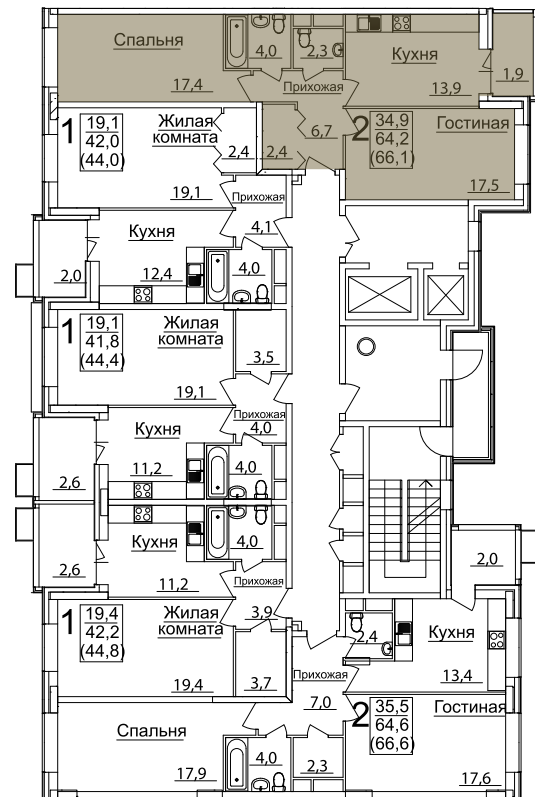 Спальня
17,4
4,0
2,3
Прихожая
Кухня
13,9
1,9
1
19,1
42,0
(44,0)
Жилая
комната
2,4
19,1
2,4
6,7
2
34,9
64,2
(66,1)
Гостиная
17,5
Прихожая
4,1
Кухня
12,4
4,0
2,0
1
19,1
41,8
(44,4)
Жилая
комната
19,1
3,5
Прихожая
4,0
Кухня
11,2
4,0
2,6
2,6
4,0
Кухня
11,2
Прихожая
3,9
1
19,4
42,2
(44,8)
Жилая
комната
19,4
3,7
2,0
2,4
Кухня
13,4
Прихожая
7,0
2
35,5
64,6
(66,6)
Гостиная
17,6
Спальня
17,9
4,0
2,3